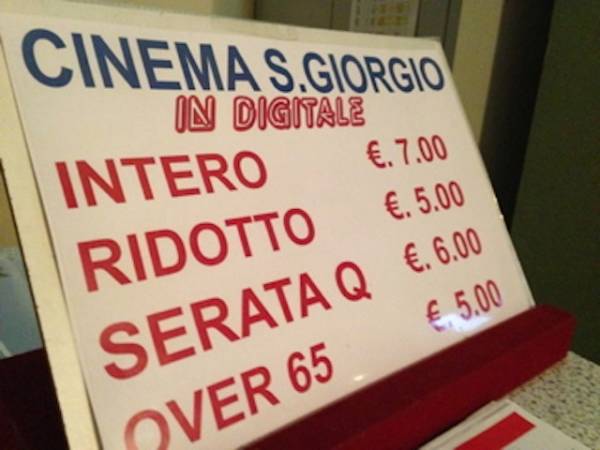 CINEMA S.GIORGIO
IN DIGITALE
INTERO €. 7.00
RIDOTTO €. 5.00
SERATA Q €. 6.00
OVER 65 €. 5.00